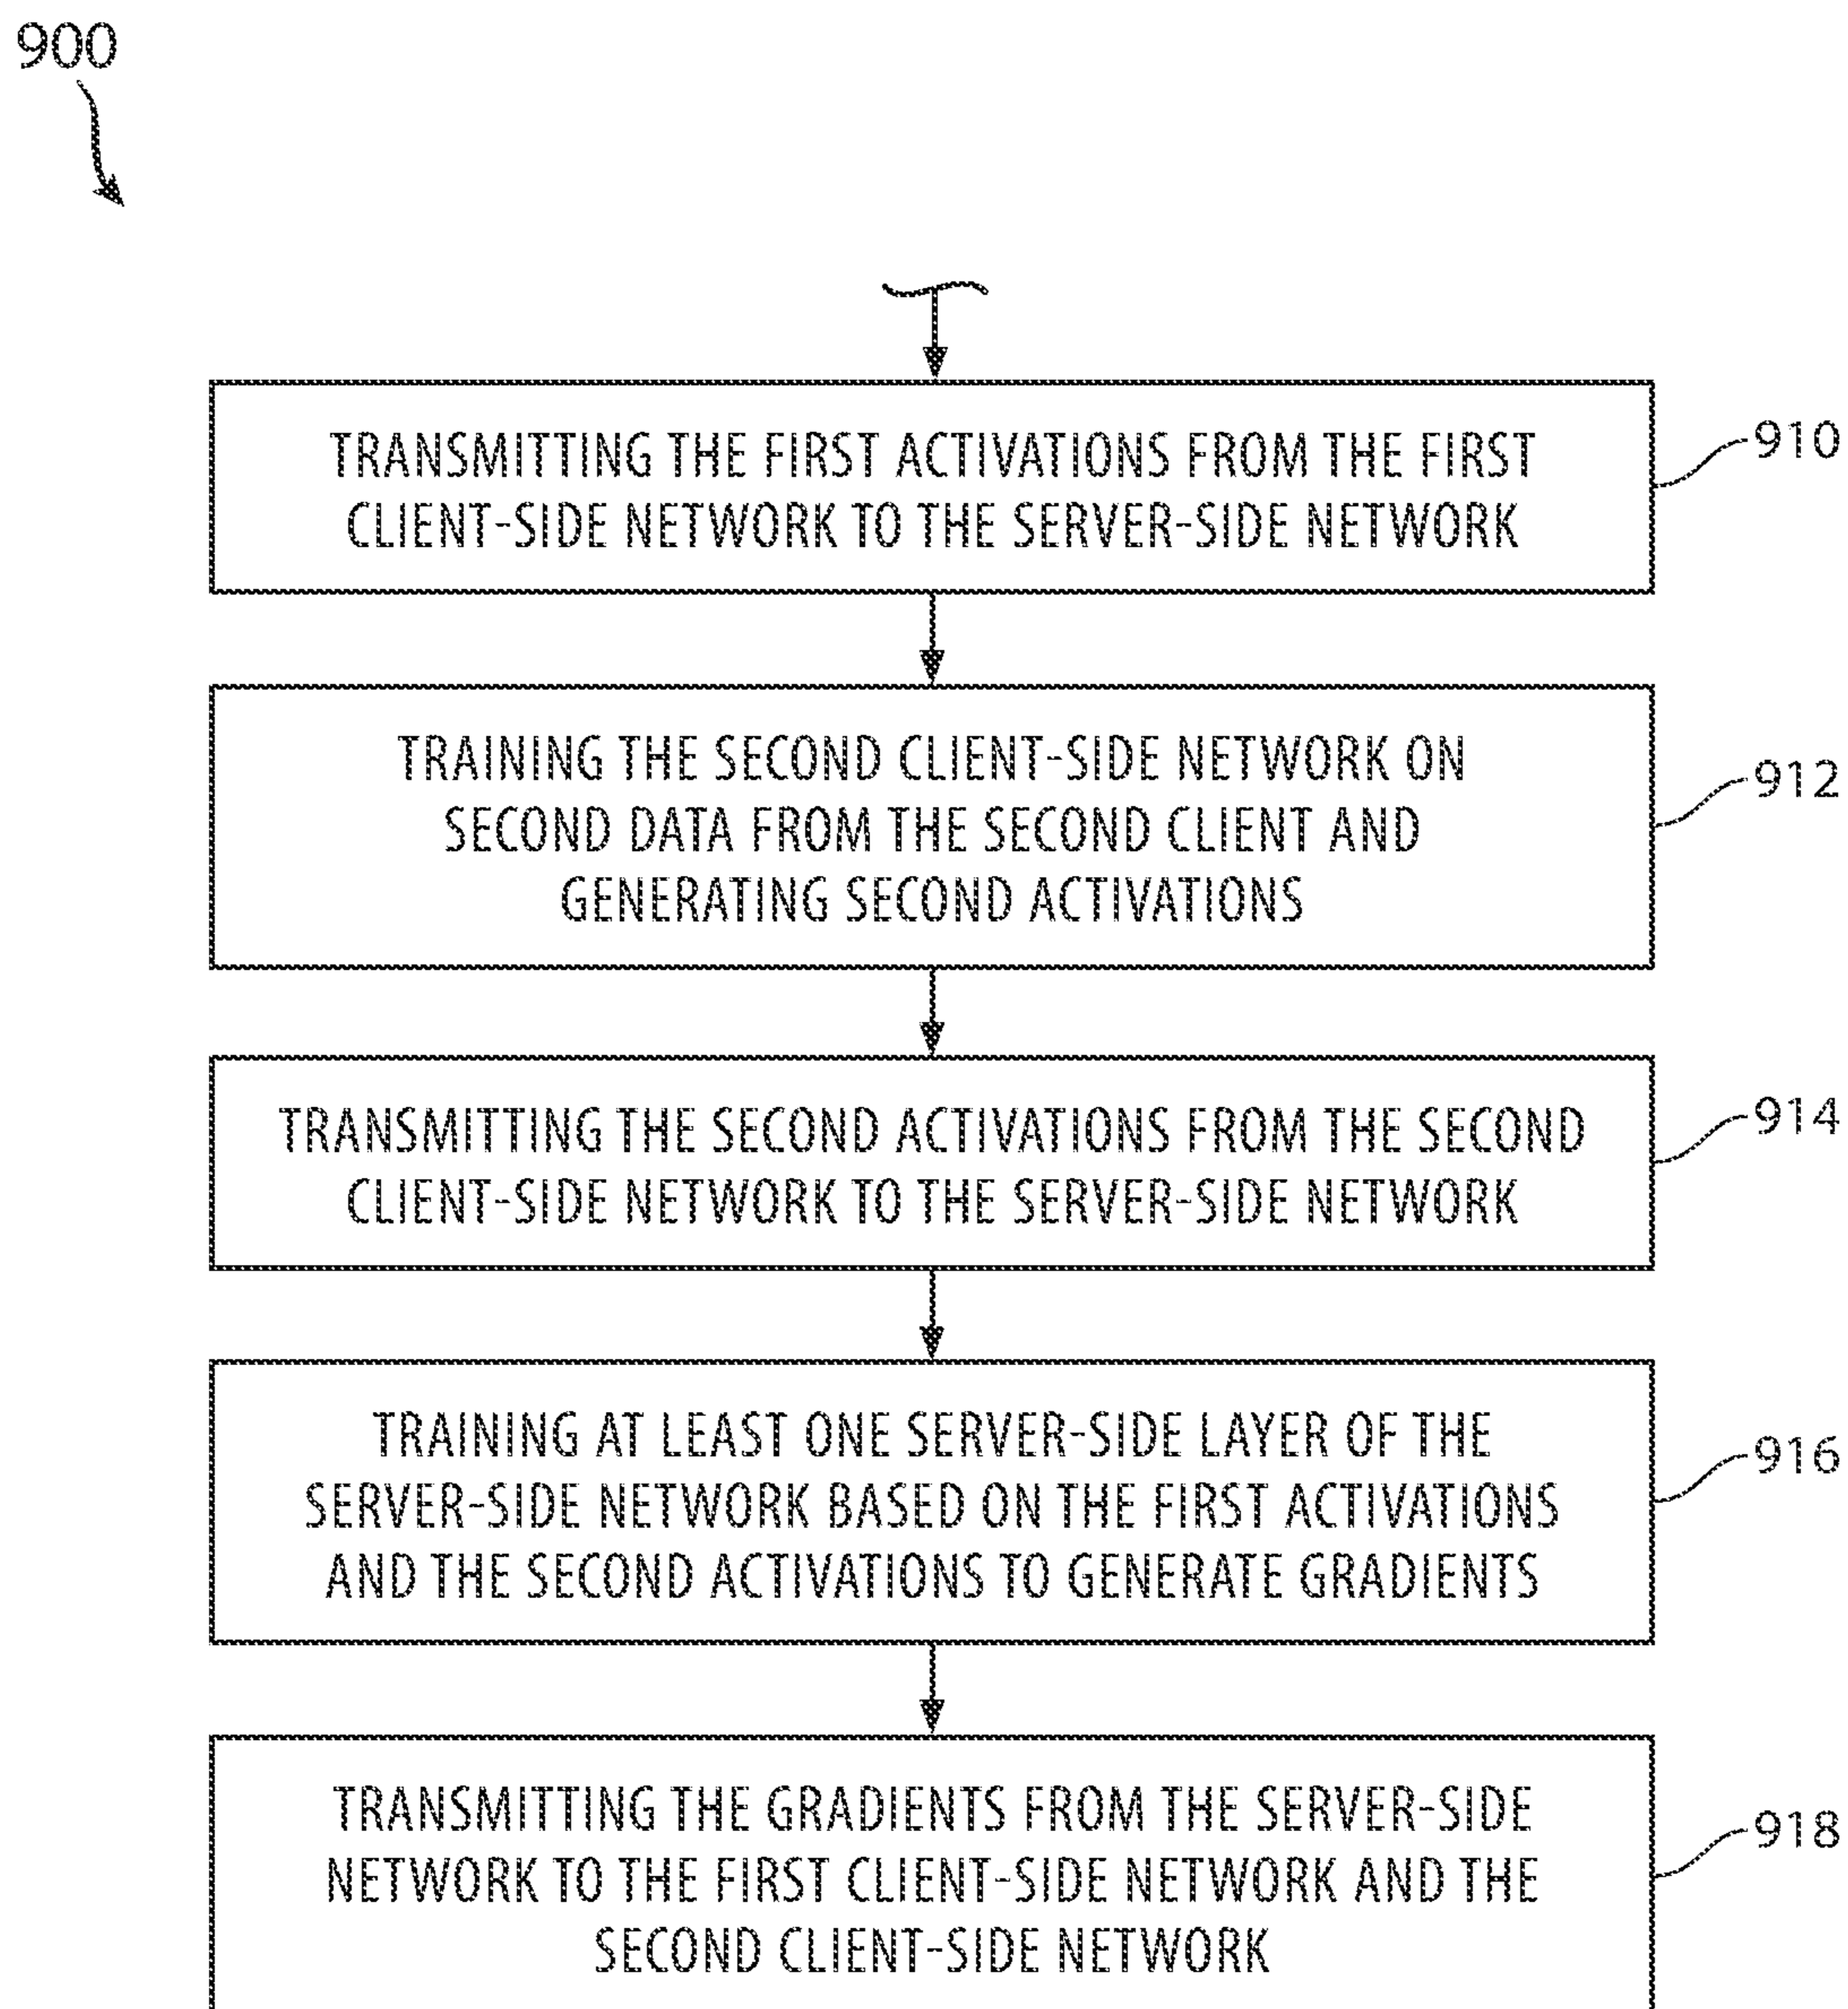 900
TRANSMITTING THE FIRST ACTIVATIONS FROM THE FIRST
CLIENT-SIDE NETWORK TO THE SERVER-SIDE NETWORK
910
TRAINING THE SECOND CLIENT-SIDE NETWORK ON
SECOND DATA FROM THE SECOND CLIENT AND
GENERATING SECOND ACTIVATIONS
912
TRANSMITTING THE SECOND ACTIVATIONS FROM THE SECOND
CLIENT-SIDE NETWORK TO THE SERVER-SIDE NETWORK
914
TRAINING AT LEAST ONE SERVER-SIDE LAYER OF THE
SERVER-SIDE NETWORK BASED ON THE FIRST ACTIVATIONS
AND THE SECOND ACTIVATIONS TO GENERATE GRADIENTS
916
TRANSMITTING THE GRADIENTS FROM THE SERVER-SIDE
NETWORK TO THE FIRST CLIENT-SIDE NETWORK AND THE
SECOND CLIENT-SIDE NETWORK
918